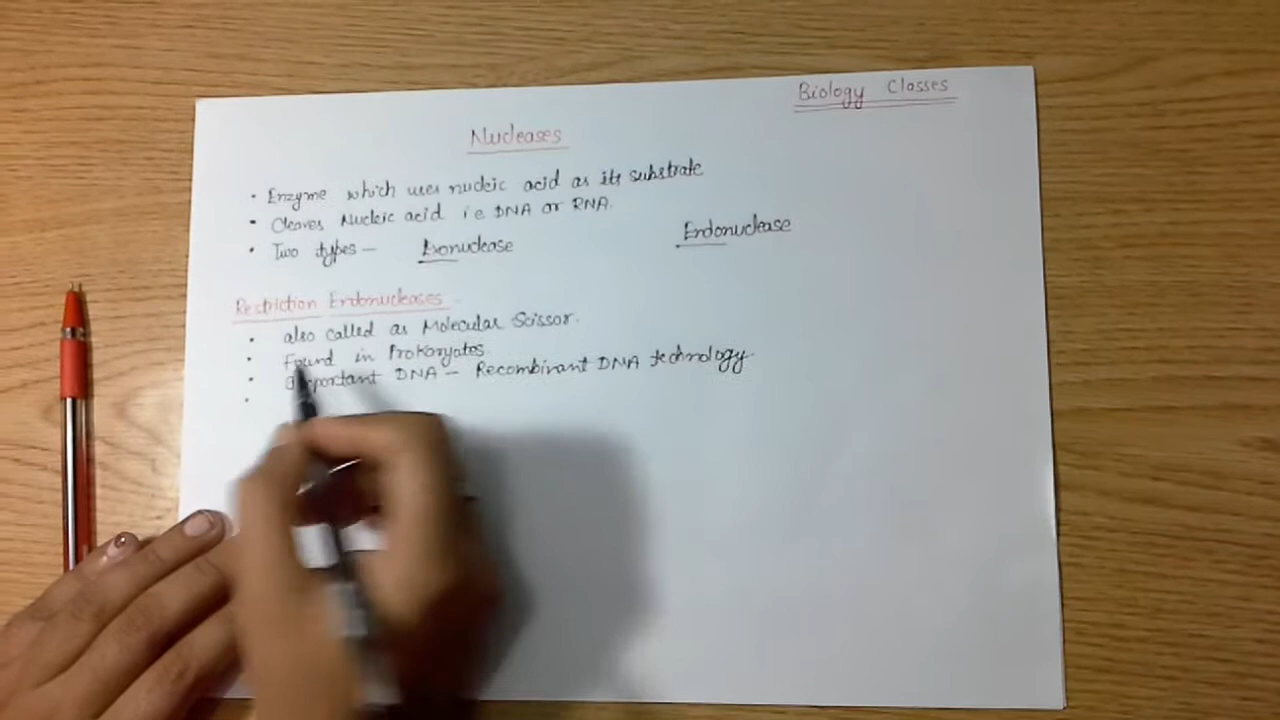 Biology Classes
Nucleases
• Enzyme which uses nucleic acid as its substrate
• Cleaves Nucleic acid i.e DNA or RNA.
• Two types – Exonuclease Endonuclease
Restriction Endonucleases
• also called as Molecular Scissor.
• Found in Prokaryotes
• Important DNA – Recombinant DNA technology
•